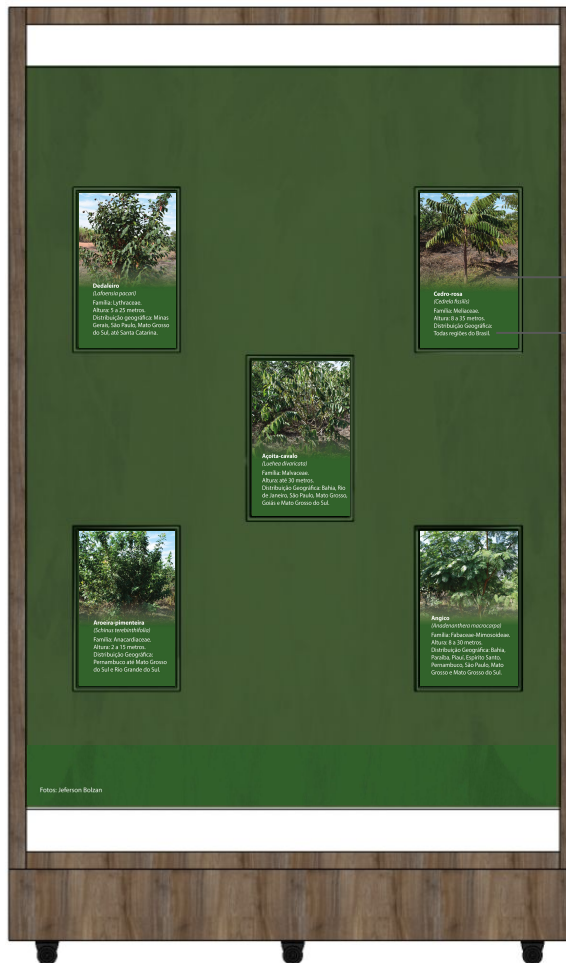 Dedaleiro
(Lafoensia pacari)
Família: Lythraceae.
Altura: 5 a 25 metros.
Distribuição geográfica: Minas
Gerais, São Paulo, Mato Grosso
do Sul, até Santa Catarina.
Cedro-rosa
(Cedrela fissilis)
Família: Meliaceae.
Altura: 8 a 35 metros.
Distribuição Geográfica:
Todas regiões do Brasil.
Açoita-cavalo
(Luehea divaricata)
Família: Malvaceae.
Altura: até 30 metros.
Distribuição Geográfica: Bahia, Rio
de Janeiro, São Paulo, Mato Grosso,
Goiás e Mato Grosso do Sul.
Aroeira-pimenteira
(Schinus terebinthifolia)
Família: Anacardiaceae.
Altura: 2 a 15 metros.
Distribuição Geográfica:
Pernambuco até Mato Grosso
do Sul e Rio Grande do Sul.
Angico
(Anadenanthera macrocarpa)
Família: Fabaceae-Mimosoideae.
Altura: 8 a 30 metros.
Distribuição Geográfica: Bahia,
Paraíba, Piauí, Espírito Santo,
Pernambuco, São Paulo, Mato
Grosso e Mato Grosso do Sul.
Fotos: Jeferson Bolzan